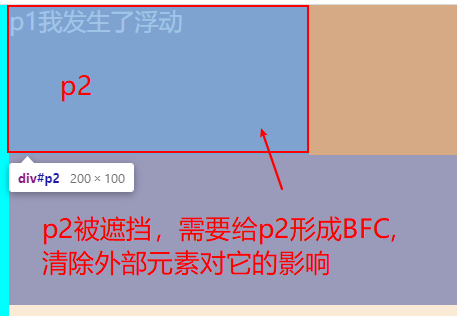 p1我发生了浮动
p2
div#p2 200 × 100
p2被遮挡，需要给p2形成BFC,
清除外部元素对它的影响